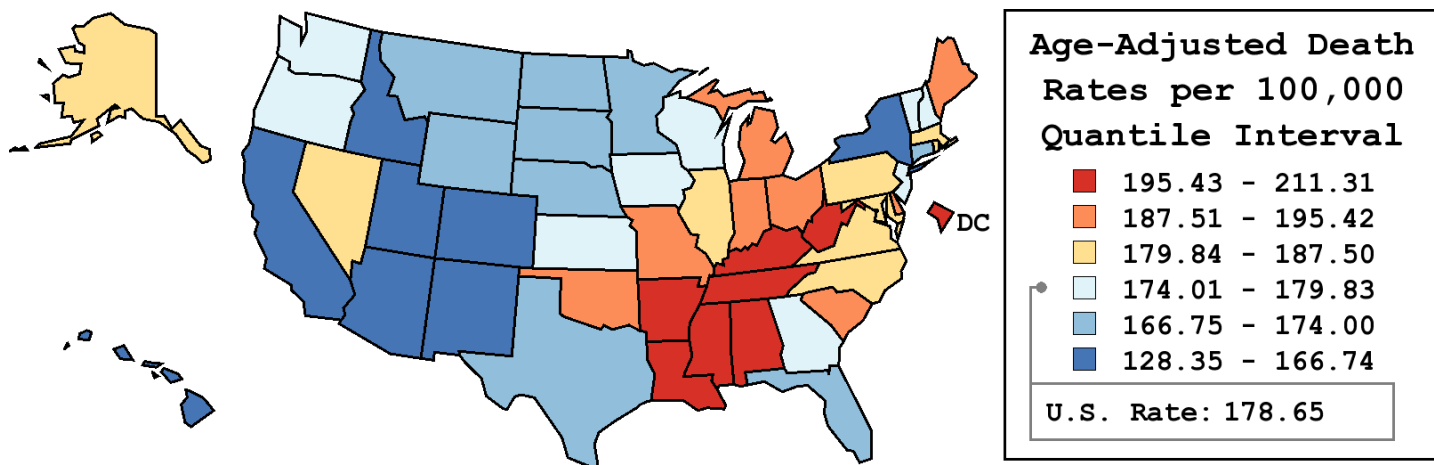 DC
Age-Adjusted Death
Rates per 100,000
Quantile Interval
195.43 - 211.31
187.51 - 195.42
179.84 - 187.50
174.01 - 179.83
166.75 - 174.00
128.35 - 166.74
U.S. Rate: 178.65